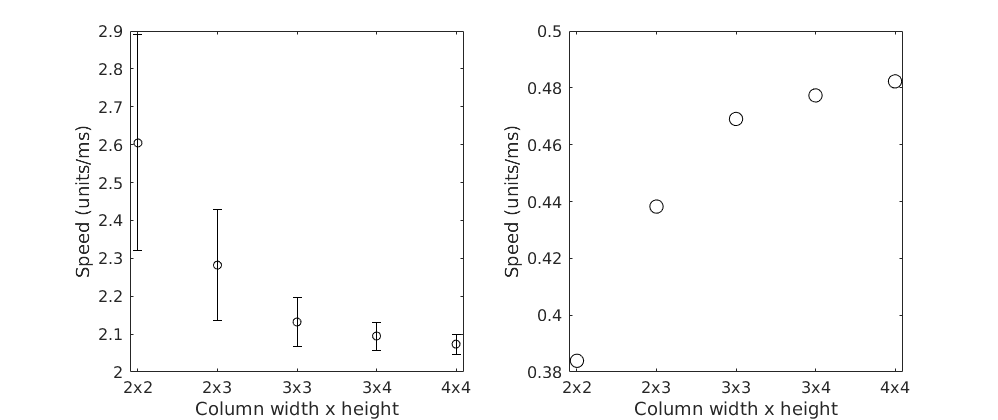 Speed (units/ms)
2.9
2.8
2.7
2.6
2.5
2.4
2.3
2.2
2.1
2
2x2 2x3 3x3 3x4 4x4
Column width x height
Speed (units/ms)
0.5
0.48
0.46
0.44
0.42
0.4
0.38
2x2 2x3 3x3 3x4 4x4
Column width x height